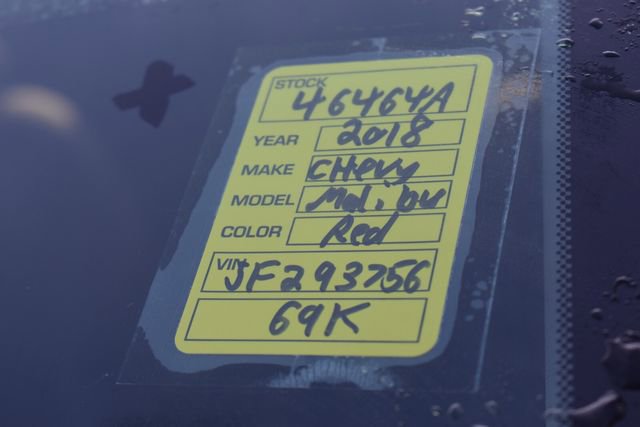 STOCK
46464A
YEAR 2018
MAKE CHevy
MODEL Malibu
COLOR Red
VIN JF293756
69K